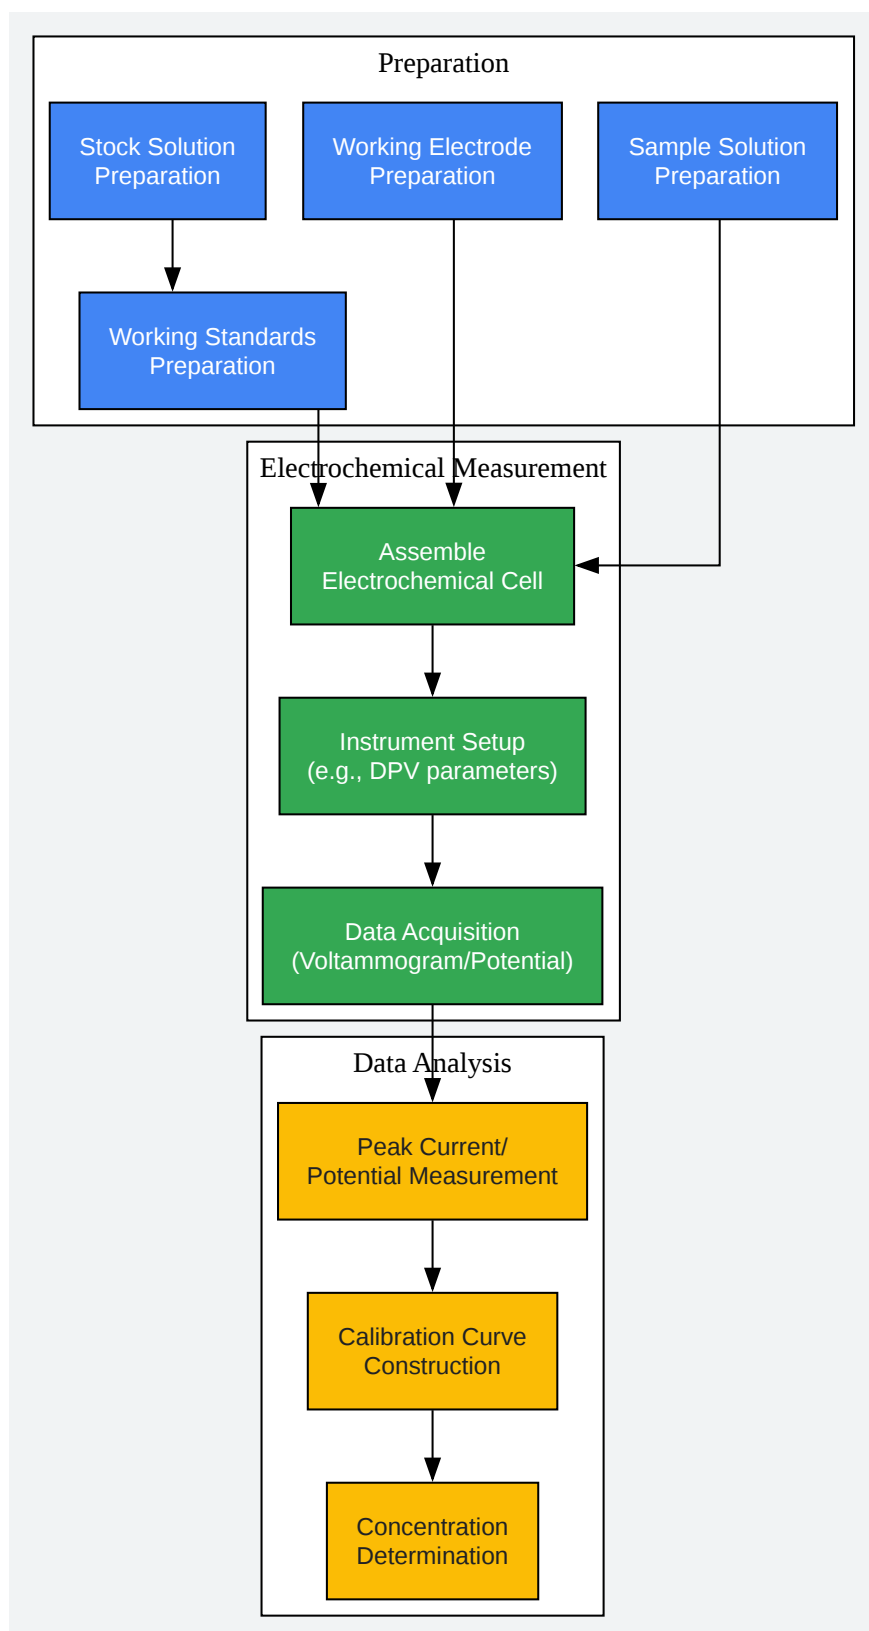 Preparation
Stock Solution
Preparation
Working Electrode
Preparation
Sample Solution
Preparation
Working Standards
Preparation
Electrochemical Measurement
Assemble
Electrochemical Cell
Instrument Setup
(e.g., DPV parameters)
Data Acquisition
(Voltammogram/Potential)
Data Analysis
Peak Current/
Potential Measurement
Calibration Curve
Construction
Concentration
Determination